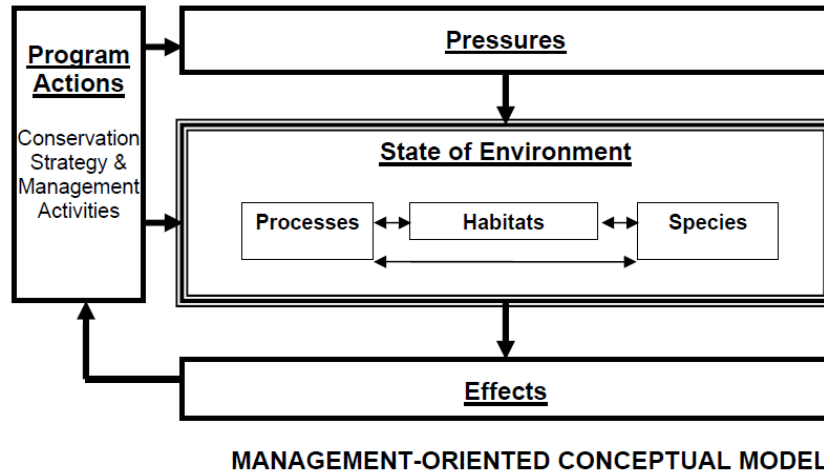 Program
Actions
Conservation
Strategy &
Management
Activities
Pressures
State of Environment
Processes
Habitats
Species
Effects
MANAGEMENT-ORIENTED CONCEPTUAL MODEL